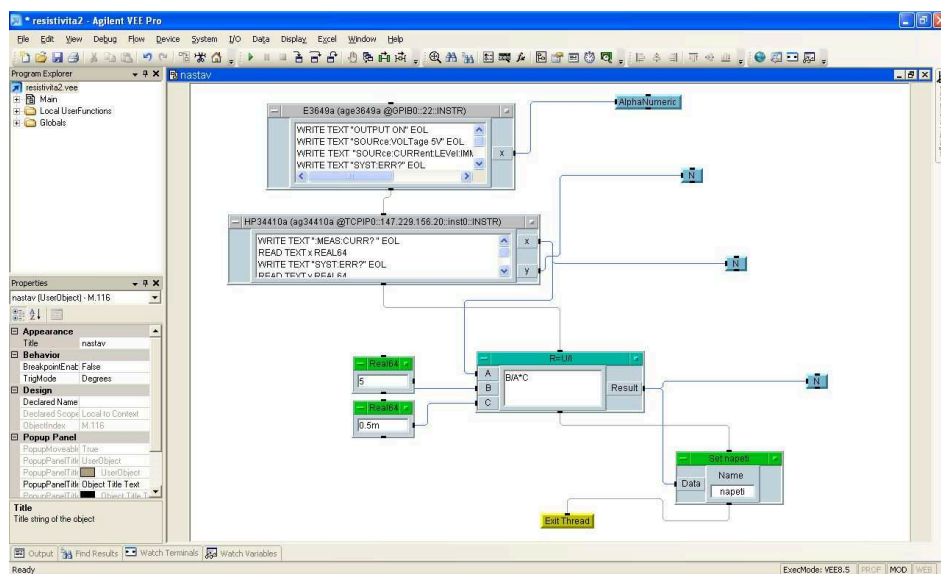 * resistivita2 - Agilent VEE Pro
File Edit View Debug Flow Device System I/O Data Display Excel Window Help
Program Explorer
resistivita2.vee
Main
Local UserFunctions
Globals
nastav
E3649a (age3649a @GPIB0::22::INSTR)
WRITE TEXT "OUTPUT ON" EOL
WRITE TEXT "SOURce:VOLTage 5V" EOL
WRITE TEXT "SOURce:CURRent:LEVel:IMM
WRITE TEXT "SYST:ERR?" EOL
X
AlphaNumeric
N
HP34410a (ag34410a @TCPIP0::147.229.156.20::inst0::INSTR)
WRITE TEXT ":MEAS:CURR? " EOL
READ TEXT x REAL64
WRITE TEXT "SYST:ERR?" EOL
READ TEXT y REAL64
X
Y
N
Properties
nastav (UserObject) - M.116
Appearance
Title nastav
Behavior
BreakpointEnabl False
TrigMode Degrees
Design
Declared Name
Declared Scope Local to Context
ObjectIndex M.116
Popup Panel
PopupMoveable True
PopupPanelTitle UserObject
PopupPanelTitle UserObject
PopupPanelTitle Object Title Text
PopupPanelTitle Object Title T
Title
Title string of the object
Real64
5
Real64
0.5m
R=U/I
A
B
C
B/A*C
Result
N
Set napeti
Data
Name
napeti
Exit Thread
Output Find Results Watch Terminals Watch Variables
Ready
ExecMode: VEE8.5 PROF MOD WEB